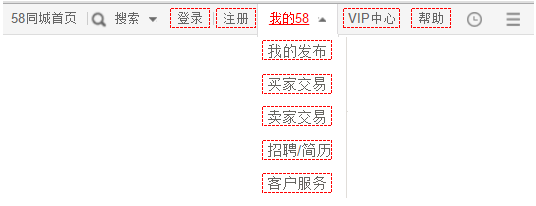 58同城首页 搜索 登录 注册 我的58 VIP中心 帮助
我的发布
买家交易
卖家交易
招聘/简历
客户服务